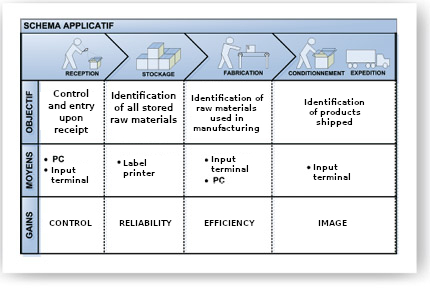 SCHEMA APPLICATIF
RECEPTION
STOCKAGE
FABRICATION
CONDITIONNEMENT
EXPEDITION
OBJECTIF
Control
and entry
upon
receipt
Identification
of all stored
raw materials
Identification of
raw materials
used in
manufacturing
Identification
of products
shipped
MOYENS
• PC
• Input
terminal
• Label
printer
• Input
terminal
• PC
• Input
terminal
GAINS
CONTROL
RELIABILITY
EFFICIENCY
IMAGE